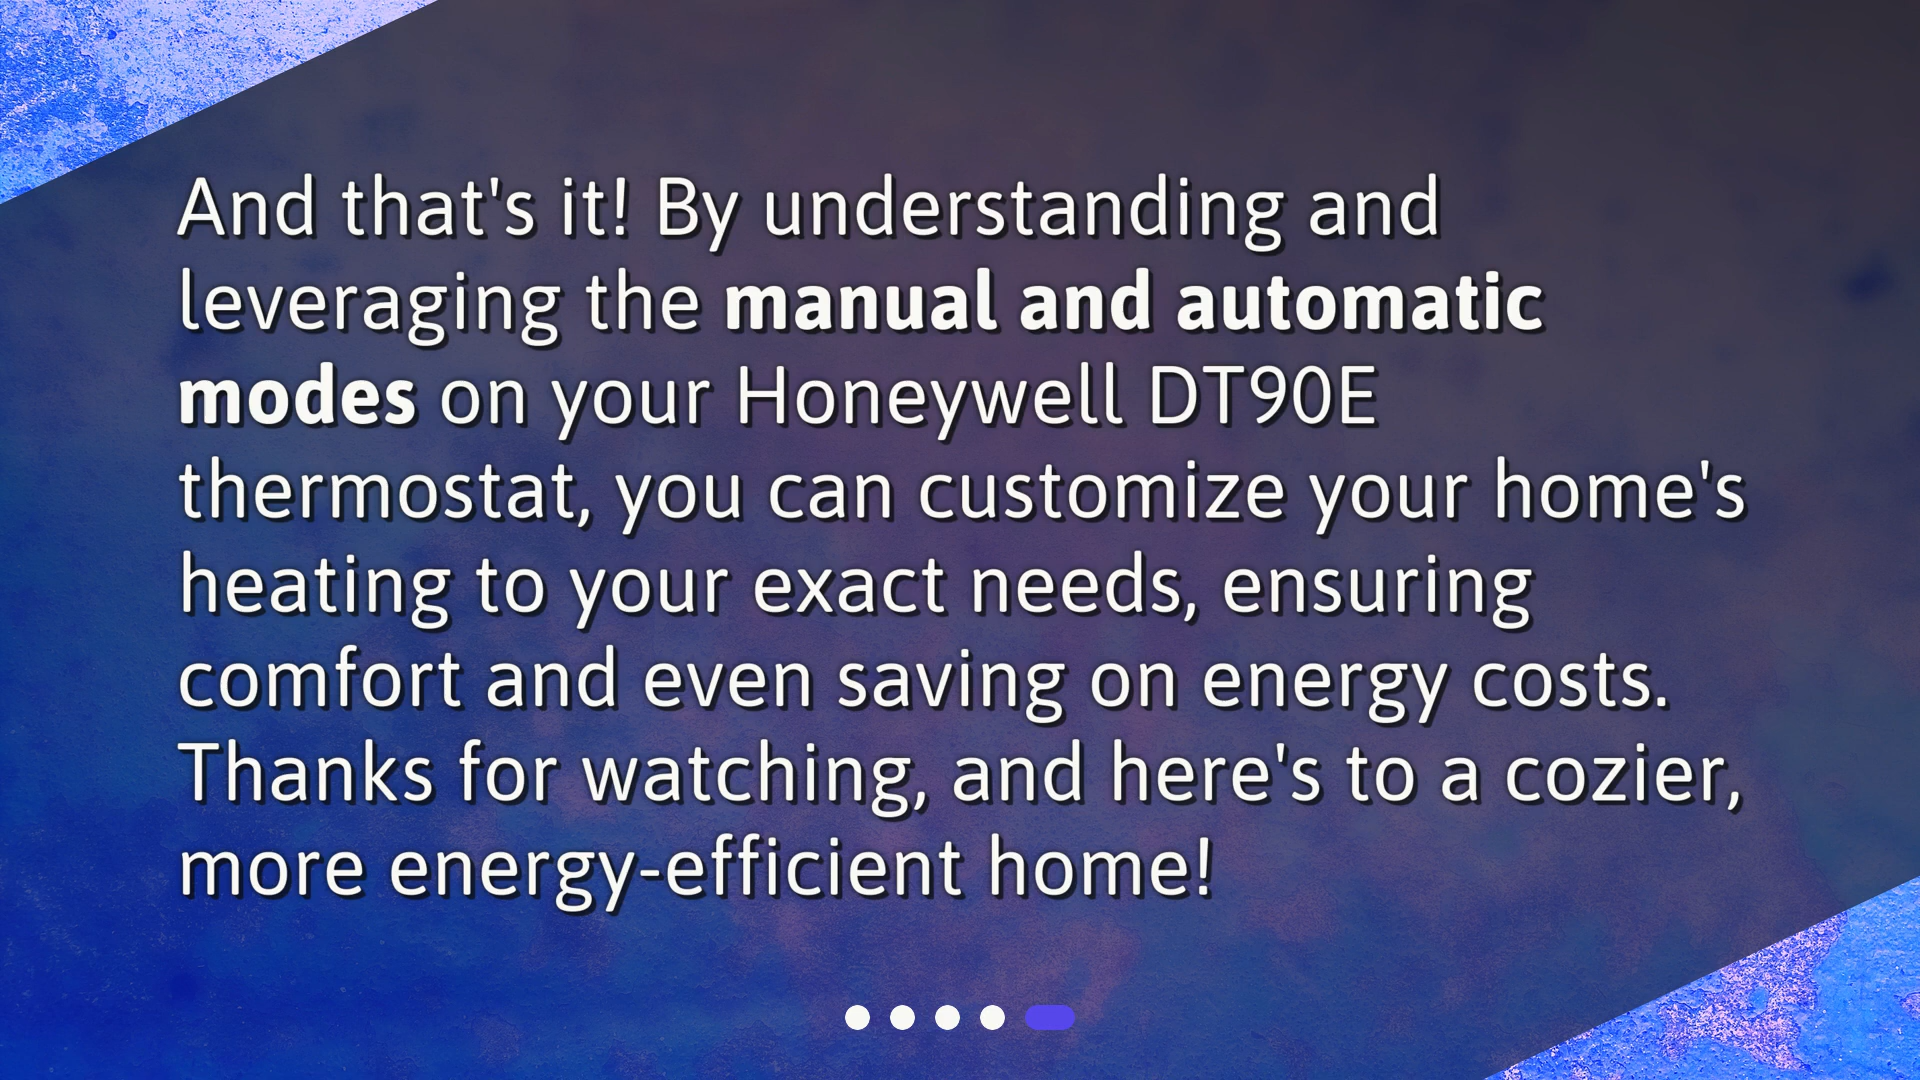 And that's it! By understanding and
leveraging the manual and automatic
modes on your Honeywell DT90E
thermostat, you can customize your home's
heating to your exact needs, ensuring
comfort and even saving on energy costs.
Thanks for watching, and here's to a cozier,
more energy-efficient home!